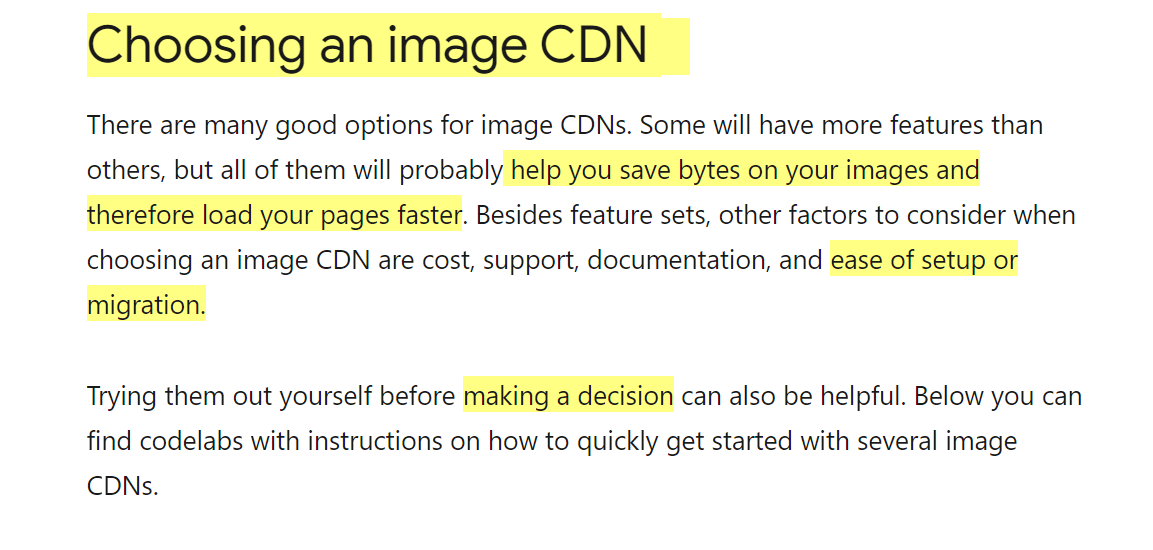 Choosing an image CDN
There are many good options for image CDNs. Some will have more features than
others, but all of them will probably help you save bytes on your images and
therefore load your pages faster. Besides feature sets, other factors to consider when
choosing an image CDN are cost, support, documentation, and ease of setup or
migration.
Trying them out yourself before making a decision can also be helpful. Below you can
find codelabs with instructions on how to quickly get started with several image
CDNs.